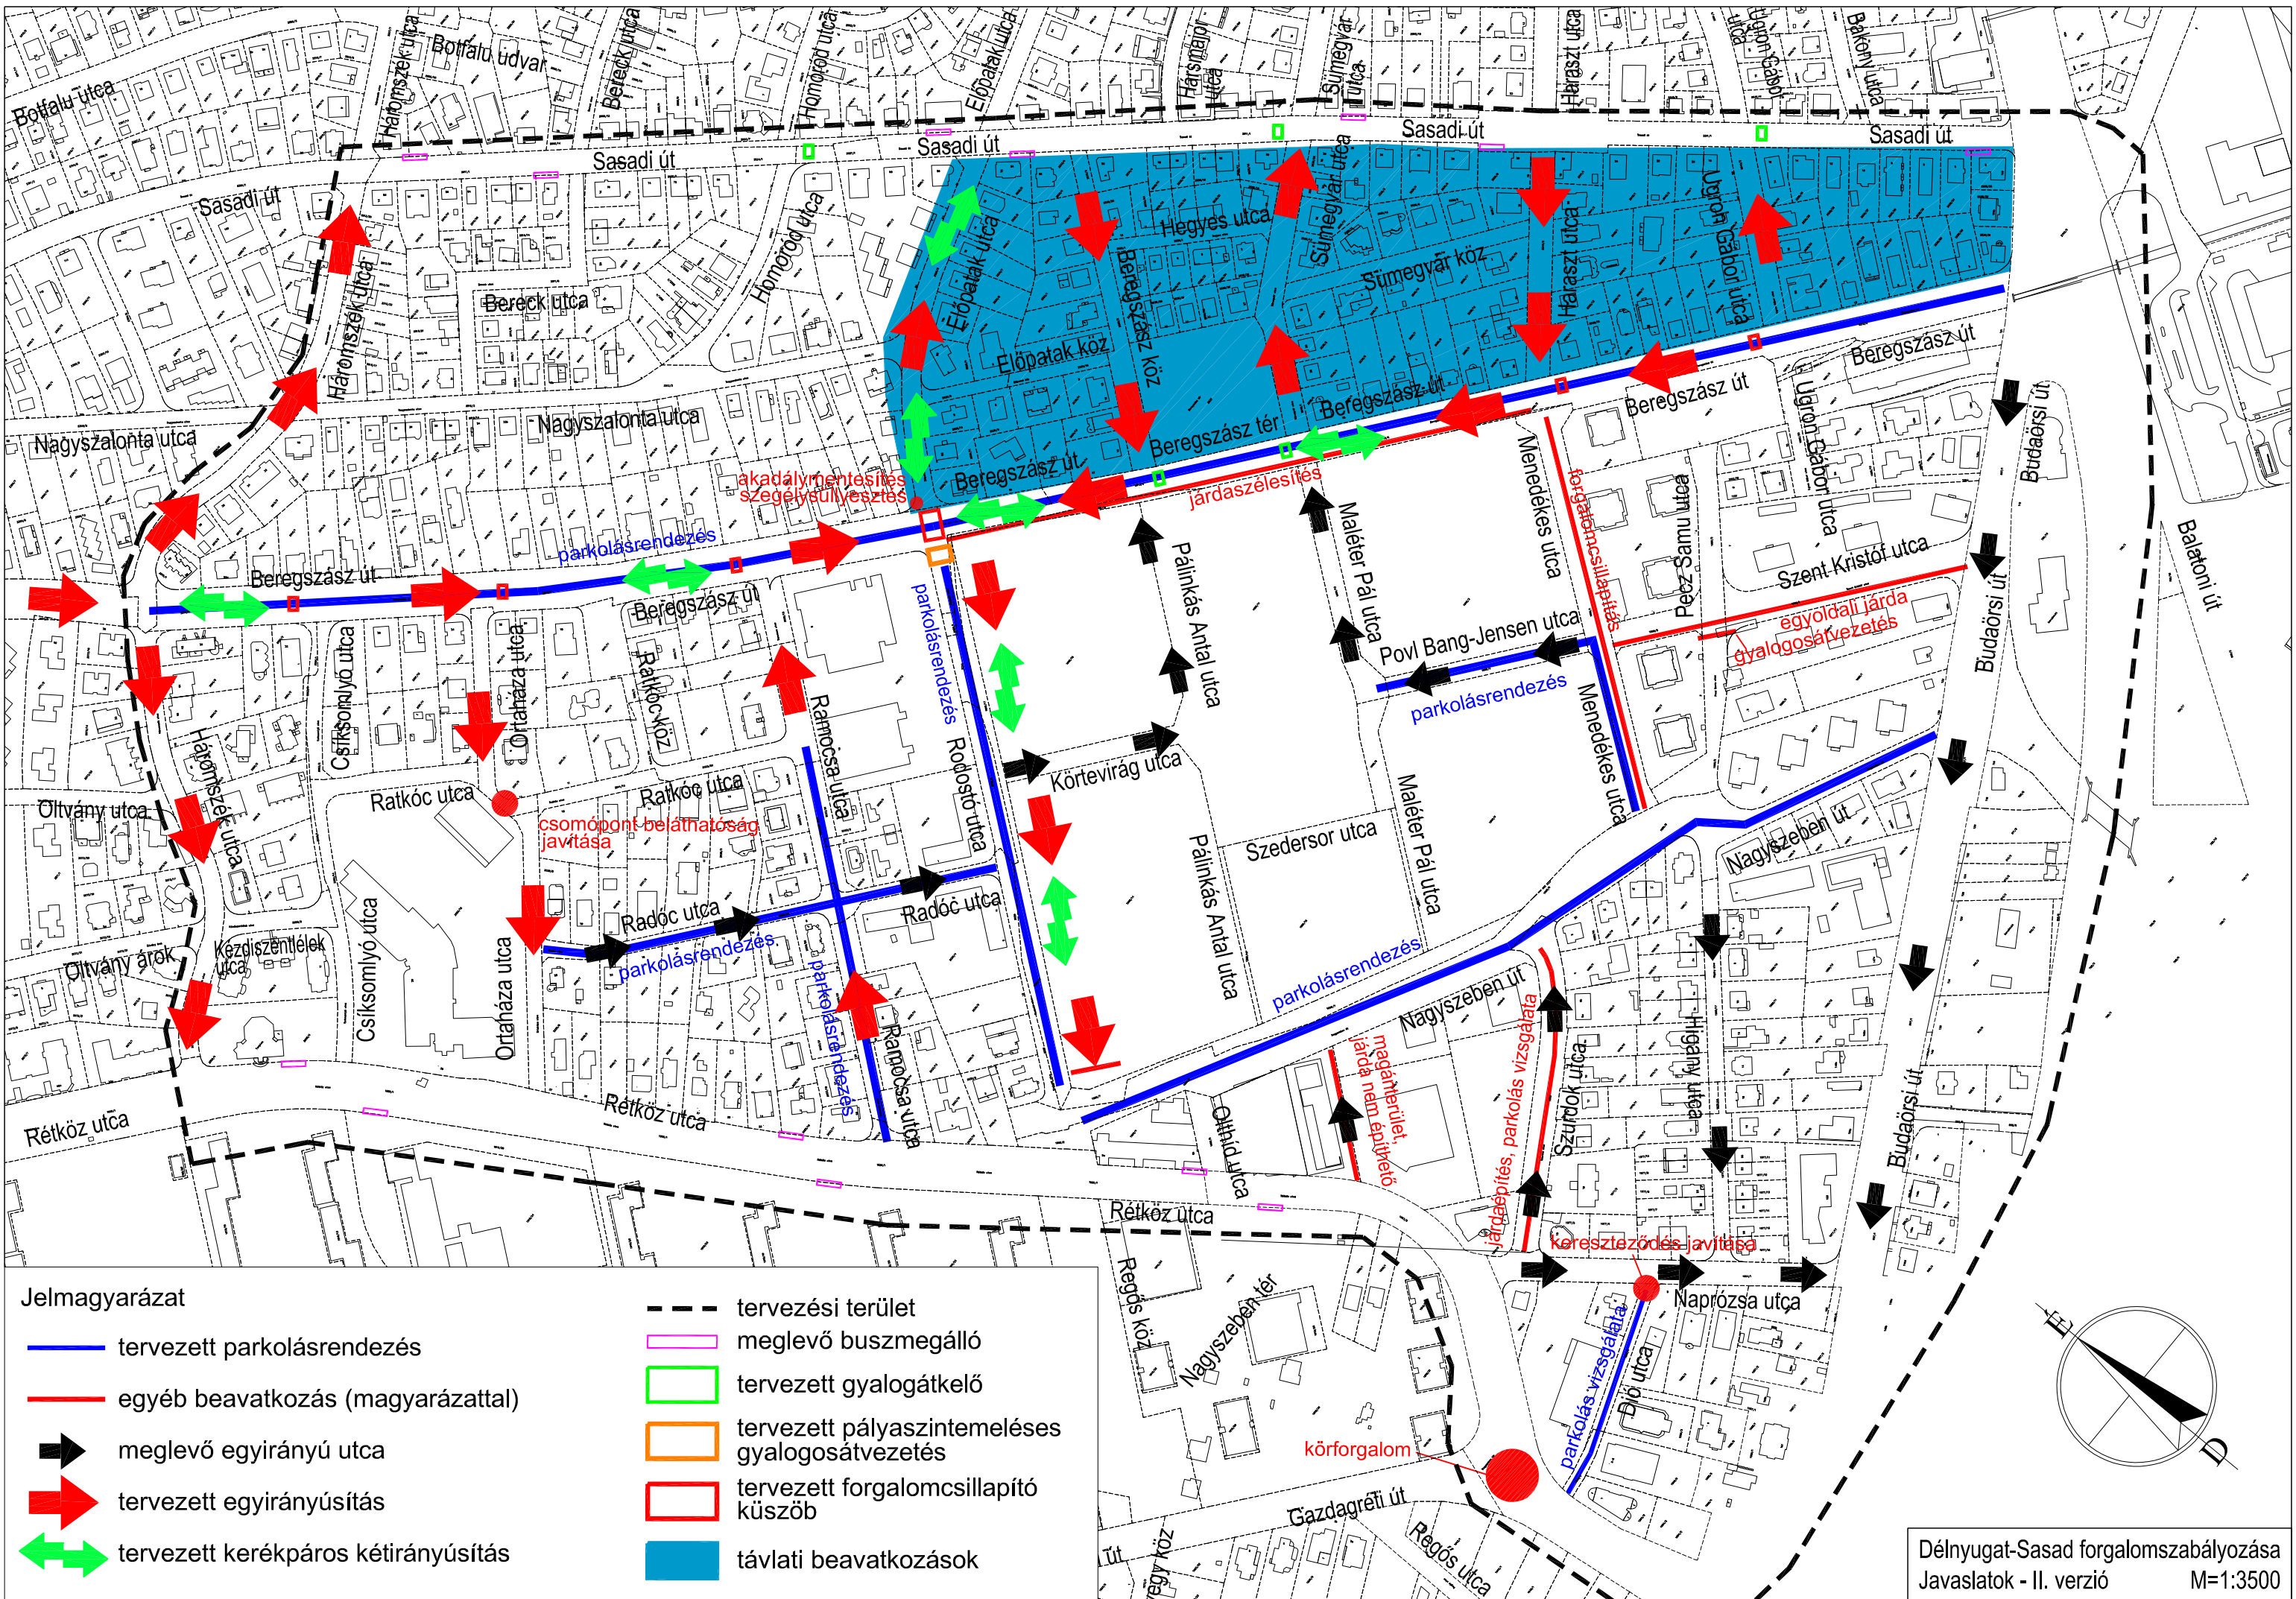 Botfalu utca
Háromszék utca
Botfalu udvar
Bereck utca
Homoród utca
Előpatak utca
Hársmajor
utca
Sümegvár
utca
Haraszt utca
Ugron Gábor
utca
Bakony utca
Sasadi út
Sasadi út
Sasadi út
Sasadi út
Sasadi út
Háromszék utca
Bereck utca
Homoród utca
Előpatak utca
Előpatak utca
Előpatak köz
Beregszász köz
Hegyes utca
Sümegvár utca
Sümegvár köz
Haraszt utca
Ugron Gábor utca
Nagyszalonta utca
Nagyszalonta utca
akadálymentesítés
szegélysüllyesztés
Beregszász út
Beregszász tér
Beregszász út
Beregszász út
Beregszász út
járdaszélesítés
Menedékes utca
forgalomcsillapítás
Pecz Samu utca
Ugron Gábor utca
Budaörsi út
Balatoni út
parkolásrendezés
Beregszász út
Beregszász út
Csíksomlyó utca
Ortaháza utca
Ratkóc köz
Ramocsa utca
parkolásrendezés
Rodostó utca
Pálinkás Antal utca
Maléter Pál utca
Povl Bang-Jensen utca
parkolásrendezés
Menedékes utca
Szent Kristóf utca
egyoldali járda
gyalogosátvezetés
Budaörsi út
Háromszék utca
Oltvány utca
Ratkóc utca
Ratkóc utca
csomópont beláthatóság
javítása
Körtevirág utca
Szedersor utca
Maléter Pál utca
Pálinkás Antal utca
Nagyszeben út
Radóc utca
Radóc utca
parkolásrendezés
parkolásrendezés
Oltvány árok
Kézdiszentlélek
utca
Csíksomlyó utca
Ortaháza utca
Ramocsa utca
parkolásrendezés
Nagyszeben út
járdaépítés, parkolás vizsgálata
Szurdok utca
Higany utca
magánterület,
járda nem építhető
Olthíd utca
Rétköz utca
Rétköz utca
Rétköz utca
Budaörsi út
kereszteződés javítása
Naprózsa utca
Dió utca
parkolás vizsgálata
Regős köz
Nagyszeben tér
körforgalom
Gazdagréti út
Regős utca
út
egy köz
É
D
Jelmagyarázat
tervezett parkolásrendezés
egyéb beavatkozás (magyarázattal)
meglevő egyirányú utca
tervezett egyirányúsítás
tervezett kerékpáros kétirányúsítás
tervezési terület
meglevő buszmegálló
tervezett gyalogátkelő
tervezett pályaszintemeléses
gyalogosátvezetés
tervezett forgalomcsillapító
küszöb
távlati beavatkozások
Délnyugat-Sasad forgalomszabályozása
Javaslatok - II. verzió M=1:3500